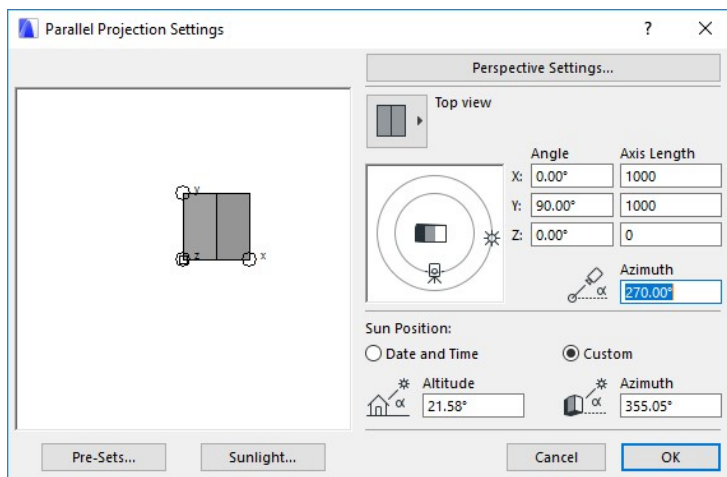 Parallel Projection Settings
?
Perspective Settings...
Top view
Angle Axis Length
X: 0.00° 1000
Y: 90.00° 1000
Z: 0.00° 0
y
z x
Azimuth
α 270.00°
Sun Position:
Date and Time Custom
Altitude Azimuth
α 21.58° α 355.05°
Pre-Sets... Sunlight... Cancel OK